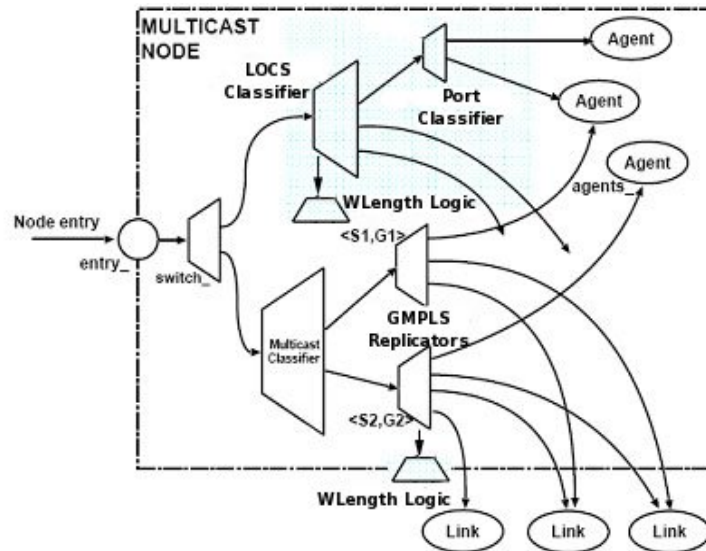 MULTICAST
NODE
LOCS
Classifier
Agent
Port
Classifier
Agent
Agent
WLength Logic
agents_
Node entry
<S1,G1>
entry_
switch_
GMPLS
Replicators
Multicast
Classifier
<S2,G2>
WLength Logic
Link
Link
Link